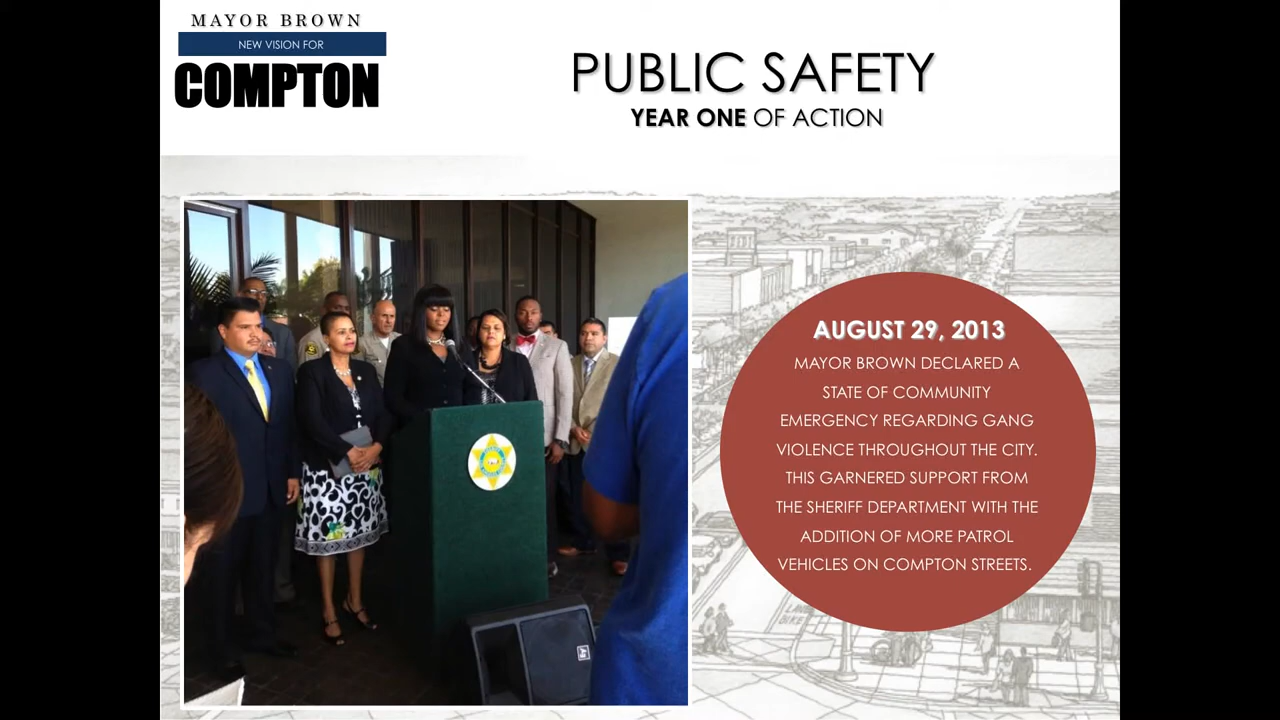 MAYOR BROWN
NEW VISION FOR
COMPTON
PUBLIC SAFETY
YEAR ONE OF ACTION
AUGUST 29, 2013
MAYOR BROWN DECLARED A
STATE OF COMMUNITY
EMERGENCY REGARDING GANG
VIOLENCE THROUGHOUT THE CITY.
THIS GARNERED SUPPORT FROM
THE SHERIFF DEPARTMENT WITH THE
ADDITION OF MORE PATROL
VEHICLES ON COMPTON STREETS.